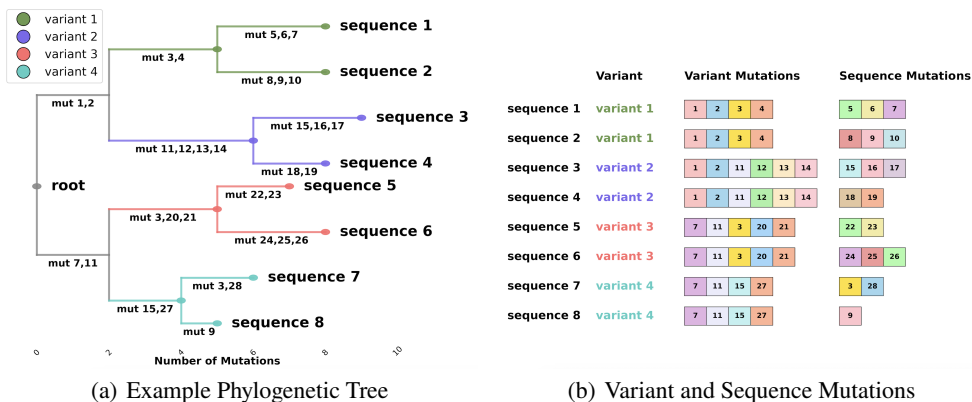 variant 1
variant 2
variant 3
variant 4
mut 1,2
mut 3,4
mut 5,6,7
sequence 1
mut 8,9,10
sequence 2
mut 11,12,13,14
mut 15,16,17
sequence 3
mut 18,19
sequence 4
root
mut 7,11
mut 3,20,21
mut 22,23
sequence 5
mut 24,25,26
sequence 6
mut 15,27
mut 3,28
sequence 7
mut 9
sequence 8
0 2 4 6 8 10
Number of Mutations
(a) Example Phylogenetic Tree
Variant Variant Mutations Sequence Mutations
sequence 1 variant 1 1 2 3 4 5 6 7
sequence 2 variant 1 1 2 3 4 8 9 10
sequence 3 variant 2 1 2 11 12 13 14 15 16 17
sequence 4 variant 2 1 2 11 12 13 14 18 19
sequence 5 variant 3 7 11 3 20 21 22 23
sequence 6 variant 3 7 11 3 20 21 24 25 26
sequence 7 variant 4 7 11 15 27 3 28
sequence 8 variant 4 7 11 15 27 9
(b) Variant and Sequence Mutations